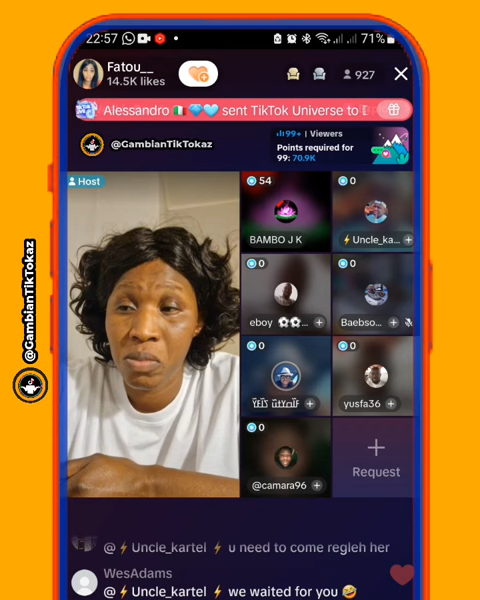 22:57
71%
Fatou__
14.5K likes
927
Alessandro 🇮🇹💙🩵 sent TikTok Universe to
@GambianTikTokaz
99+ | Viewers
Points required for
99: 70.9K
Host
54
BAMBO J K
0
⚡Uncle_ka...
0
eboy ⚽⚽...
0
Baebso...
0
0
yusfa36
0
@camara96
Request
@⚡Uncle_kartel ⚡ u need to come regleh her
WesAdams
@⚡Uncle_kartel ⚡ we waited for you 🤣
@GambianTikTokaz